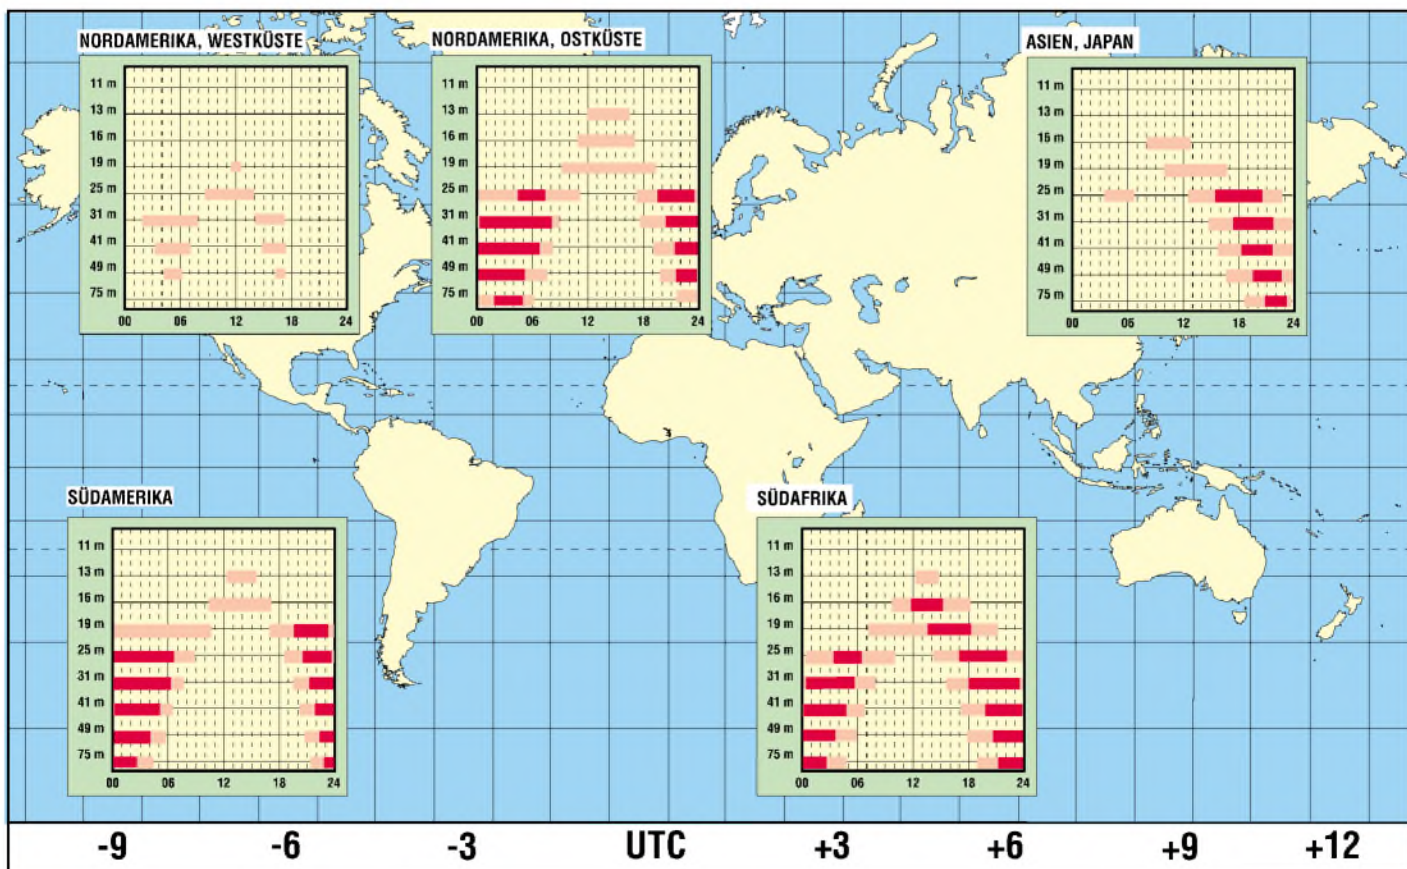 NORDAMERIKA, WESTKÜSTE
11 m
13 m
16 m
19 m
25 m
31 m
41 m
49 m
75 m
00 06 12 18 24
NORDAMERIKA, OSTKÜSTE
11 m
13 m
16 m
19 m
25 m
31 m
41 m
49 m
75 m
00 06 12 18 24
ASIEN, JAPAN
11 m
13 m
16 m
19 m
25 m
31 m
41 m
49 m
75 m
00 06 12 18 24
SÜDAMERIKA
11 m
13 m
16 m
19 m
25 m
31 m
41 m
49 m
75 m
00 06 12 18 24
SÜDAFRIKA
11 m
13 m
16 m
19 m
25 m
31 m
41 m
49 m
75 m
00 06 12 18 24
-9 -6 -3 UTC +3 +6 +9 +12